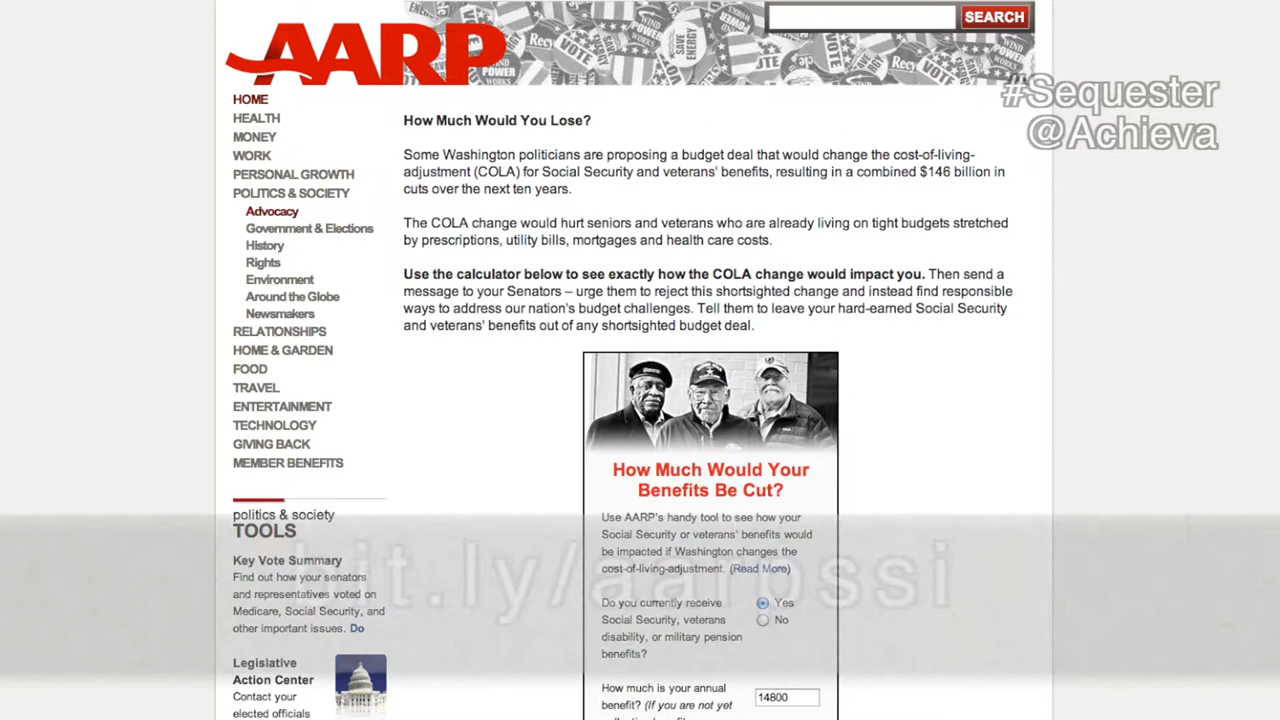 AARP
SEARCH
#Sequester
@Achieva
HOME
HEALTH
MONEY
WORK
PERSONAL GROWTH
POLITICS & SOCIETY
Advocacy
Government & Elections
History
Rights
Environment
Around the Globe
Newsmakers
RELATIONSHIPS
HOME & GARDEN
FOOD
TRAVEL
ENTERTAINMENT
TECHNOLOGY
GIVING BACK
MEMBER BENEFITS
politics & society
TOOLS
Key Vote Summary
Find out how your senators
and representatives voted on
Medicare, Social Security, and
other important issues. Do
Legislative
Action Center
Contact your
elected officials
How Much Would You Lose?
Some Washington politicians are proposing a budget deal that would change the cost-of-living-
adjustment (COLA) for Social Security and veterans' benefits, resulting in a combined $146 billion in
cuts over the next ten years.
The COLA change would hurt seniors and veterans who are already living on tight budgets stretched
by prescriptions, utility bills, mortgages and health care costs.
Use the calculator below to see exactly how the COLA change would impact you. Then send a
message to your Senators – urge them to reject this shortsighted change and instead find responsible
ways to address our nation's budget challenges. Tell them to leave your hard-earned Social Security
and veterans' benefits out of any shortsighted budget deal.
How Much Would Your
Benefits Be Cut?
Use AARP's handy tool to see how your
Social Security or veterans' benefits would
be impacted if Washington changes the
cost-of-living-adjustment. (Read More)
Do you currently receive
Social Security, veterans
disability, or military pension
benefits?
Yes
No
How much is your annual
benefit? (If you are not yet
14800